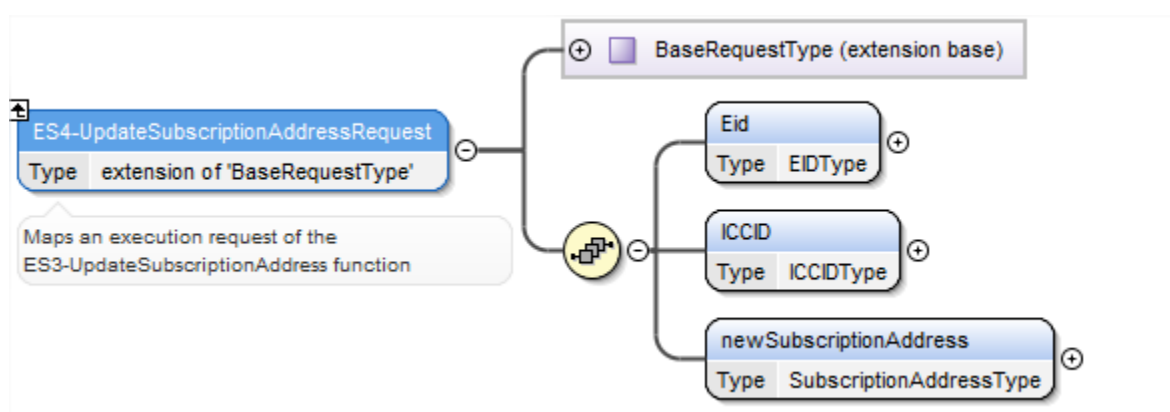 BaseRequestType (extension base)
ES4-UpdateSubscriptionAddressRequest
Type extension of 'BaseRequestType'
Maps an execution request of the
ES3-UpdateSubscriptionAddress function
Eid
Type EIDType
ICCID
Type ICCIDType
newSubscriptionAddress
Type SubscriptionAddressType